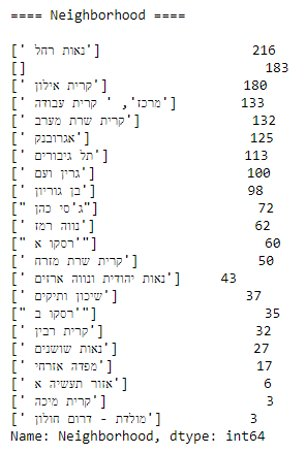 ==== Neighborhood ====
[' נאות רחל']    216
[]    183
[' קרית אילון']    180
[' מרכז', ' קרית עבודה']    133
[' קרית שרת מערב']    132
[' אגרובנק']    125
[' תל גיבורים']    113
[' גרין ועם']    100
[' בן גוריון']    98
[" ג'סי כהן"]    72
[' נווה רמז']    62
[' רסקו א'"]    60
[' קרית שרת מזרח']    50
[' נאות יהודית ונווה ארזים']    43
[' שיכון ותיקים']    37
[" רסקו ב'"]    35
[' קרית רבין']    32
[' נאות שושנים']    27
[' מפדה אזרחי']    17
[' אזור תעשיה א']    6
[' קרית מיכה']    3
[' מולדת - דרום חולון']    3
Name: Neighborhood, dtype: int64